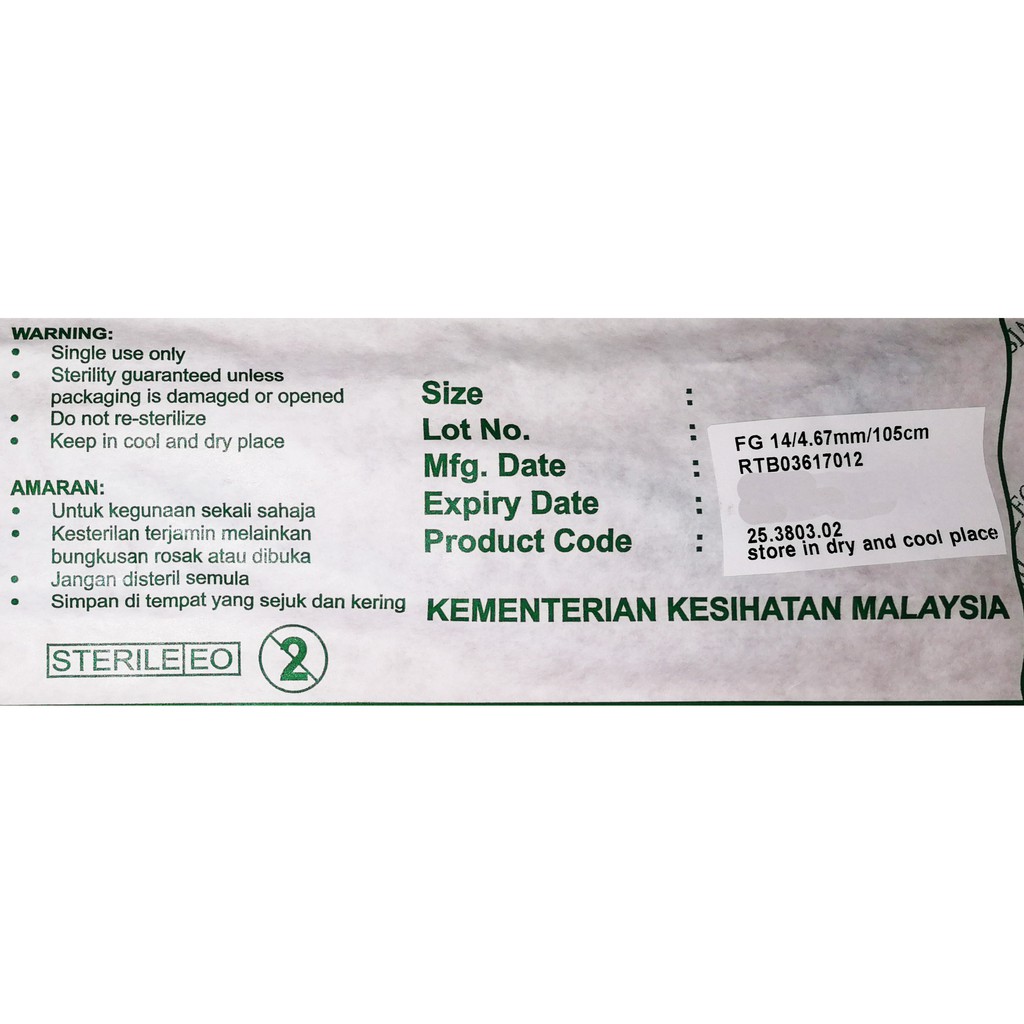 WARNING:
• Single use only
• Sterility guaranteed unless
packaging is damaged or opened
• Do not re-sterilize
• Keep in cool and dry place
AMARAN:
• Untuk kegunaan sekali sahaja
• Kesterilan terjamin melainkan
bungkusan rosak atau dibuka
• Jangan disteril semula
• Simpan di tempat yang sejuk dan kering
STERILE EO
2
Size :
Lot No. :
Mfg. Date :
Expiry Date :
Product Code :
FG 14/4.67mm/105cm
RTB03617012
25.3803.02
store in dry and cool place
KEMENTERIAN KESIHATAN MALAYSIA